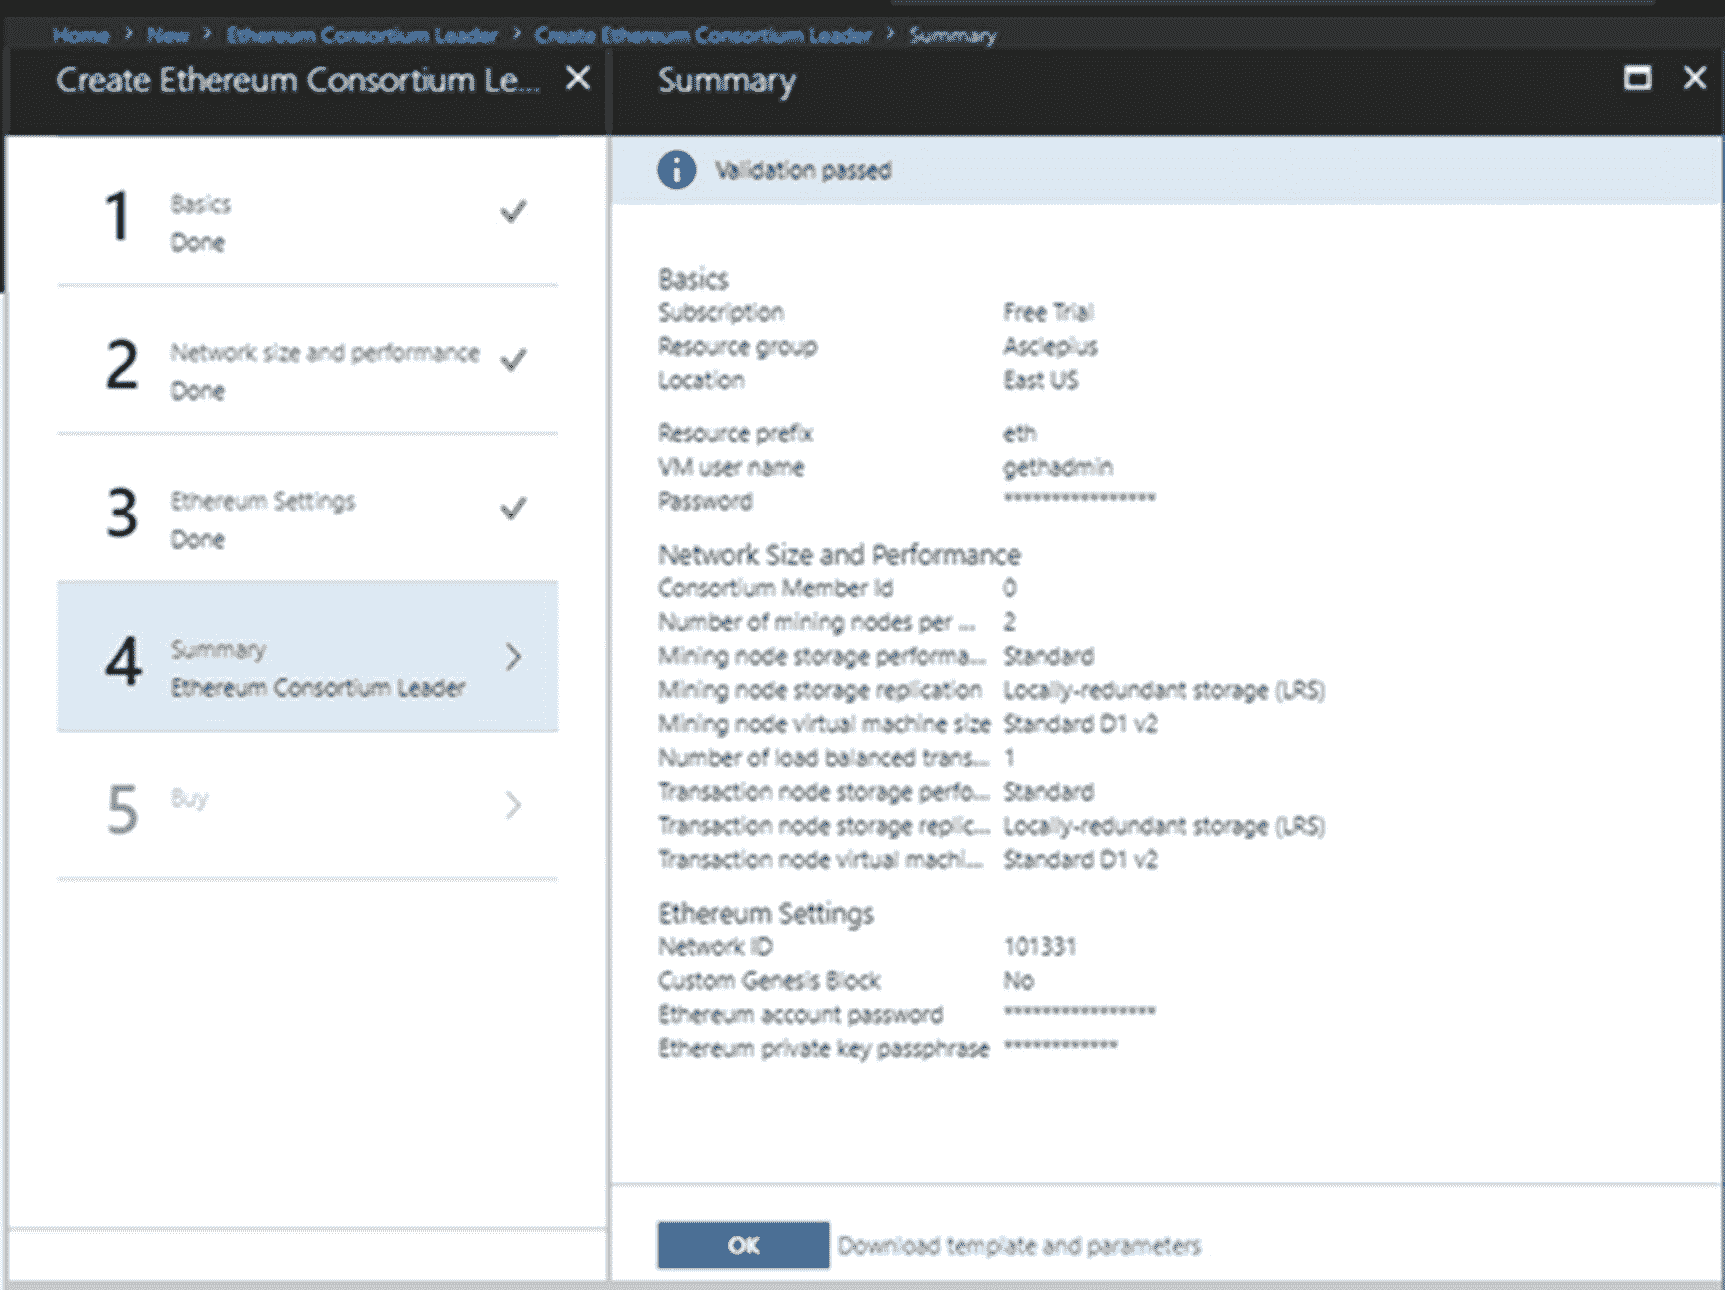 Home > New > Ethereum Consortium Leader > Create Ethereum Consortium Leader > Summary
Create Ethereum Consortium Le...
1
Basics
Done
2
Network size and performance
Done
3
Ethereum Settings
Done
4
Summary
Ethereum Consortium Leader
5
Buy
Summary
Validation passed
Basics
Subscription Free Trial
Resource group Asclepius
Location East US
Resource prefix eth
VM user name gethadmin
Password ****************
Network Size and Performance
Consortium Member Id 0
Number of mining nodes per ... 2
Mining node storage performa... Standard
Mining node storage replication Locally-redundant storage (LRS)
Mining node virtual machine size Standard D1 v2
Number of load balanced trans... 1
Transaction node storage perfo... Standard
Transaction node storage replic... Locally-redundant storage (LRS)
Transaction node virtual machi... Standard D1 v2
Ethereum Settings
Network ID 101331
Custom Genesis Block No
Ethereum account password ****************
Ethereum private key passphrase ************
OK Download template and parameters